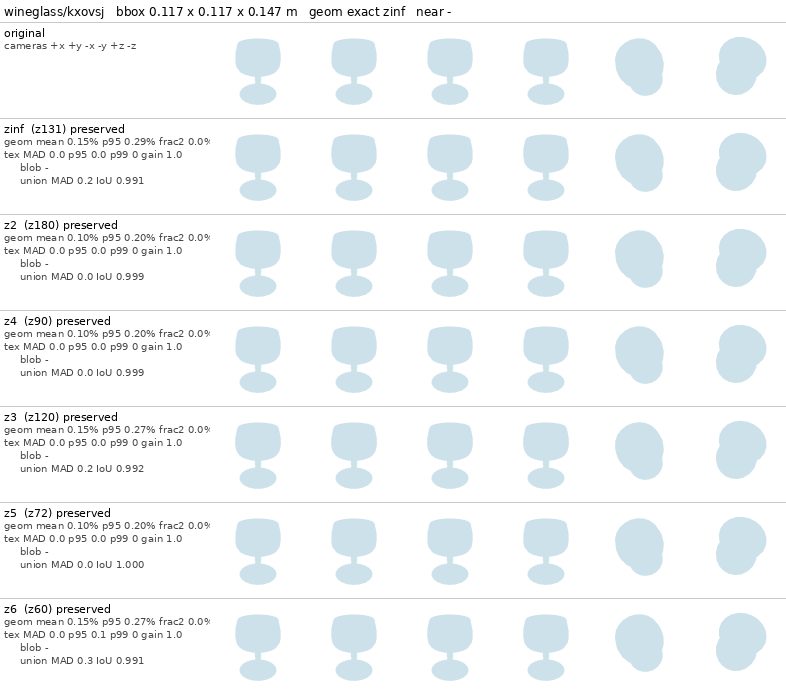 wineglass/kxovsj bbox 0.117 x 0.117 x 0.147 m geom exact zinf near -
original
cameras +x +y -x -y +z -z
zinf (z131) preserved
geom mean 0.15% p95 0.29% frac2 0.0%
tex MAD 0.0 p95 0.0 p99 0 gain 1.0
blob -
union MAD 0.2 IoU 0.991
z2 (z180) preserved
geom mean 0.10% p95 0.20% frac2 0.0%
tex MAD 0.0 p95 0.0 p99 0 gain 1.0
blob -
union MAD 0.0 IoU 0.999
z4 (z90) preserved
geom mean 0.10% p95 0.20% frac2 0.0%
tex MAD 0.0 p95 0.0 p99 0 gain 1.0
blob -
union MAD 0.0 IoU 0.999
z3 (z120) preserved
geom mean 0.15% p95 0.27% frac2 0.0%
tex MAD 0.0 p95 0.0 p99 0 gain 1.0
blob -
union MAD 0.2 IoU 0.992
z5 (z72) preserved
geom mean 0.10% p95 0.20% frac2 0.0%
tex MAD 0.0 p95 0.0 p99 0 gain 1.0
blob -
union MAD 0.0 IoU 1.000
z6 (z60) preserved
geom mean 0.15% p95 0.27% frac2 0.0%
tex MAD 0.0 p95 0.1 p99 0 gain 1.0
blob -
union MAD 0.3 IoU 0.991